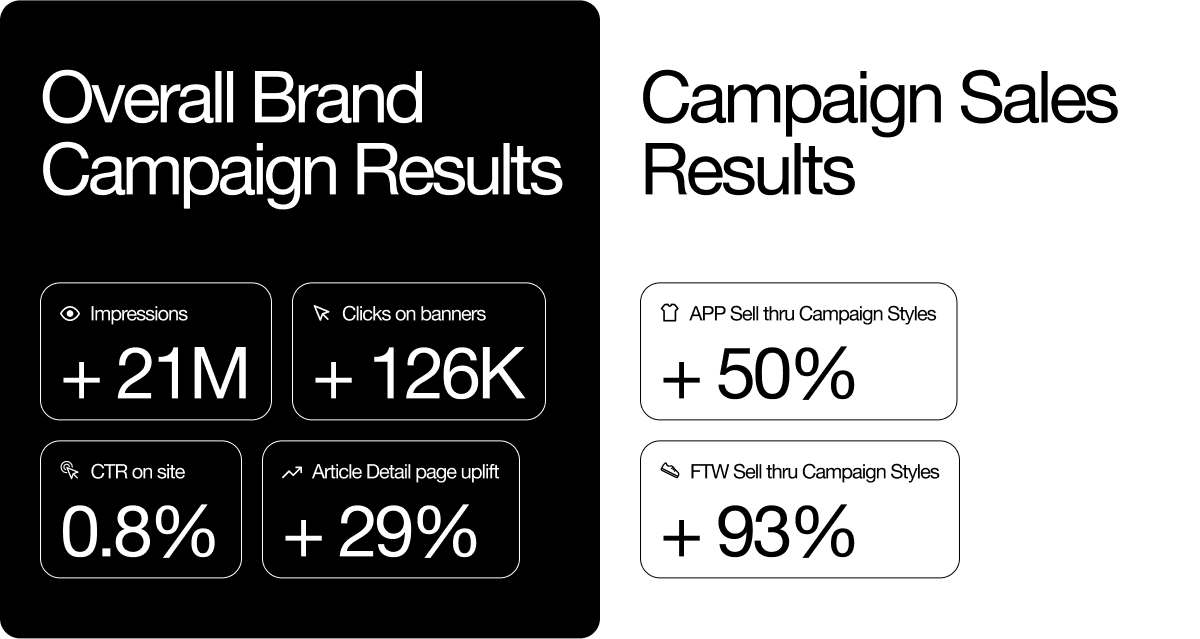 Overall Brand
Campaign Results
Impressions
+ 21M
Clicks on banners
+ 126K
CTR on site
0.8%
Article Detail page uplift
+ 29%
Campaign Sales
Results
APP Sell thru Campaign Styles
+ 50%
FTW Sell thru Campaign Styles
+ 93%